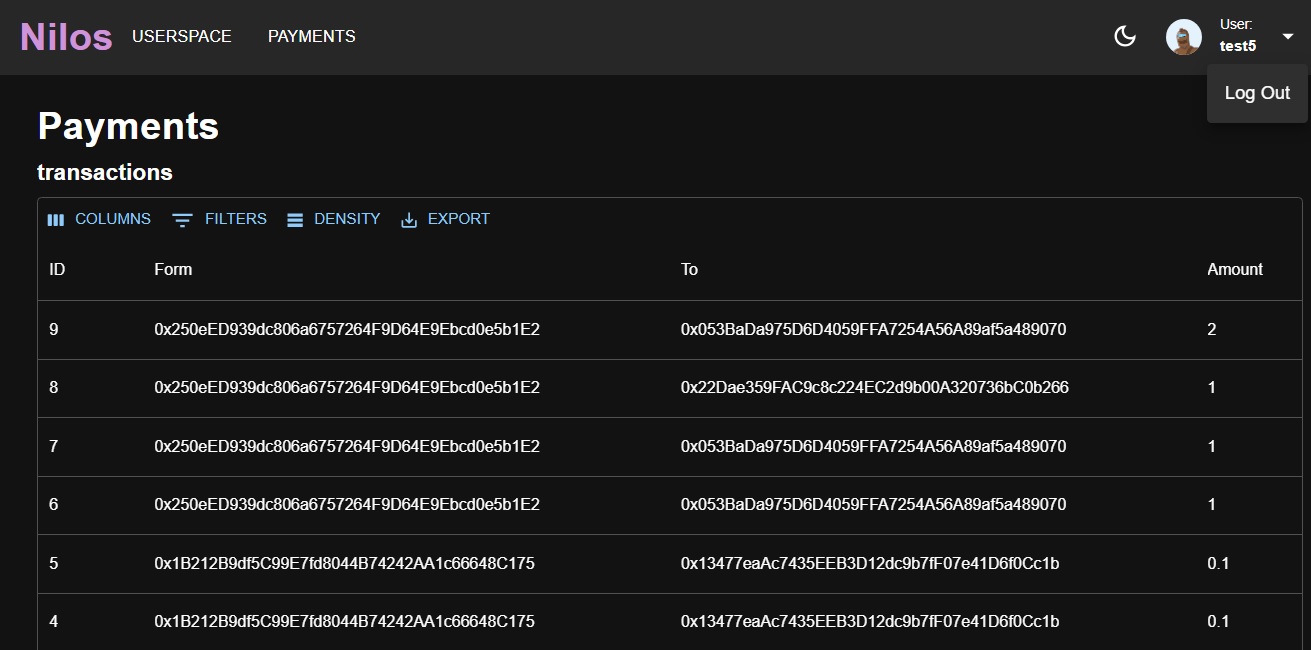 Nilos USERSPACE PAYMENTS User:
test5
Log Out
Payments
transactions
COLUMNS FILTERS DENSITY EXPORT
ID Form To Amount
9 0x250eED939dc806a6757264F9D64E9Ebcd0e5b1E2 0x053BaDa975D6D4059FFA7254A56A89af5a489070 2
8 0x250eED939dc806a6757264F9D64E9Ebcd0e5b1E2 0x22Dae359FAC9c8c224EC2d9b00A320736bC0b266 1
7 0x250eED939dc806a6757264F9D64E9Ebcd0e5b1E2 0x053BaDa975D6D4059FFA7254A56A89af5a489070 1
6 0x250eED939dc806a6757264F9D64E9Ebcd0e5b1E2 0x053BaDa975D6D4059FFA7254A56A89af5a489070 1
5 0x1B212B9df5C99E7fd8044B74242AA1c66648C175 0x13477eaAc7435EEB3D12dc9b7fF07e41D6f0Cc1b 0.1
4 0x1B212B9df5C99E7fd8044B74242AA1c66648C175 0x13477eaAc7435EEB3D12dc9b7fF07e41D6f0Cc1b 0.1